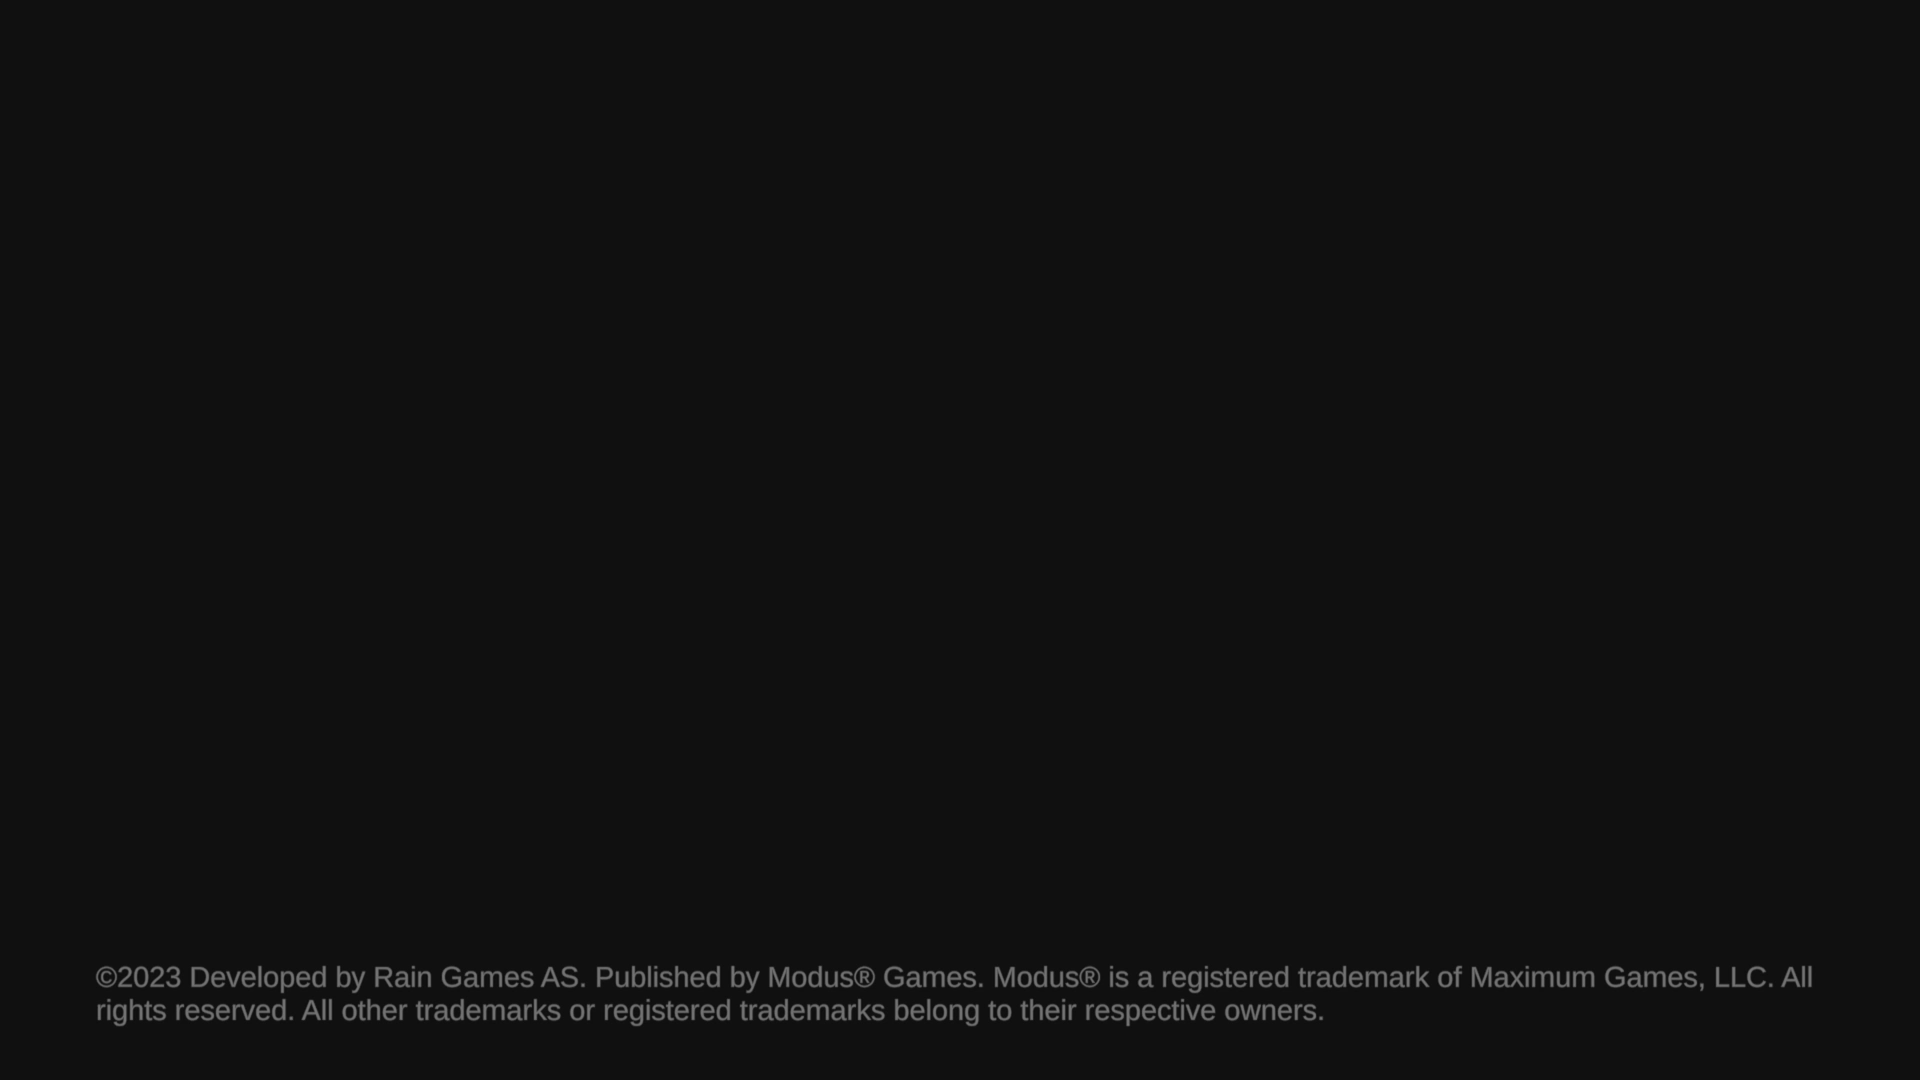 ©2023 Developed by Rain Games AS. Published by Modus® Games. Modus® is a registered trademark of Maximum Games, LLC. All
rights reserved. All other trademarks or registered trademarks belong to their respective owners.